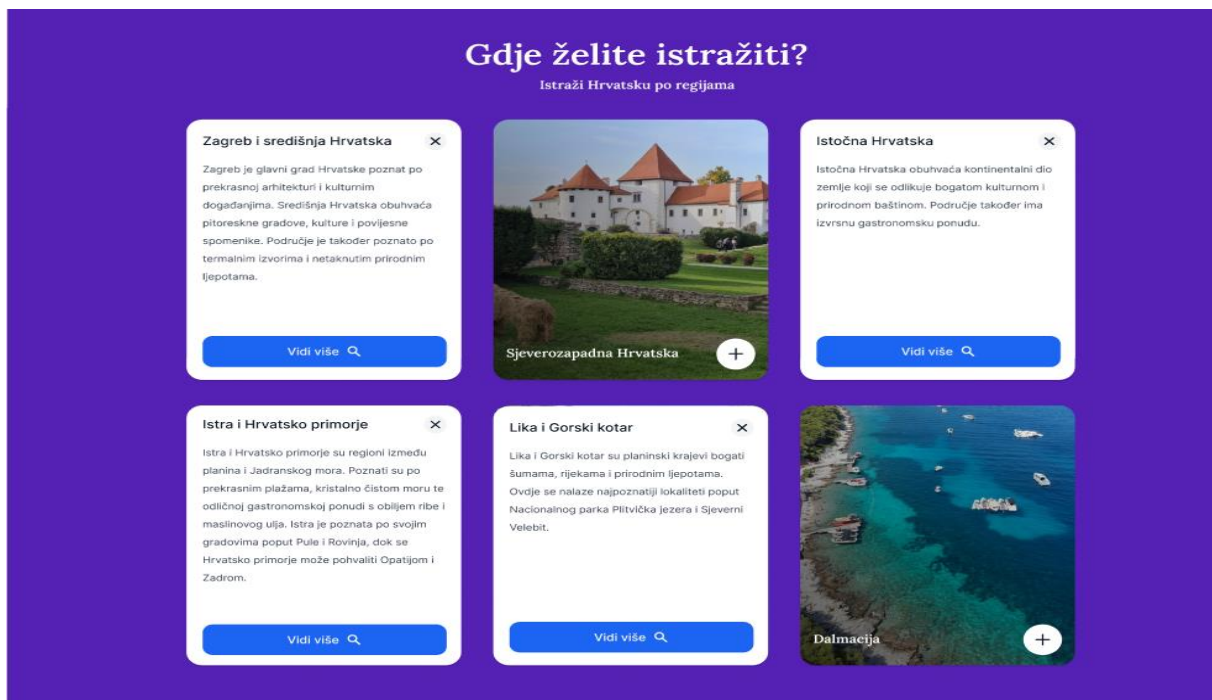 Gdje želite istražiti?
Istraži Hrvatsku po regijama
Zagreb i središnja Hrvatska
Zagreb je glavni grad Hrvatske poznat po
prekrasnoj arhitekturi i kulturnim
događanjima. Središnja Hrvatska obuhvaća
pitoreskne gradove, kulture i povijesne
spomenike. Područje je također poznato po
termalnim izvorima i netaknutim prirodnim
ljepotama.
Vidi više
Sjeverozapadna Hrvatska
Istočna Hrvatska
Istočna Hrvatska obuhvaća kontinentalni dio
zemlje koji se odlikuje bogatom kulturnom i
prirodnom baštinom. Područje također ima
izvrsnu gastronomsku ponudu.
Vidi više
Istra i Hrvatsko primorje
Istra i Hrvatsko primorje su regioni između
planina i Jadranskog mora. Poznati su po
prekrasnim plažama, kristalno čistom moru te
odličnoj gastronomskoj ponudi s obiljem ribe i
maslinovog ulja. Istra je poznata po svojim
gradovima poput Pule i Rovinja, dok se
Hrvatsko primorje može pohvaliti Opatijom i
Zadrom.
Vidi više
Lika i Gorski kotar
Lika i Gorski kotar su planinski krajevi bogati
šumama, rijekama i prirodnim ljepotama.
Ovdje se nalaze najpoznatiji lokaliteti poput
Nacionalnog parka Plitvička jezera i Sjeverni
Velebit.
Vidi više
Dalmacija